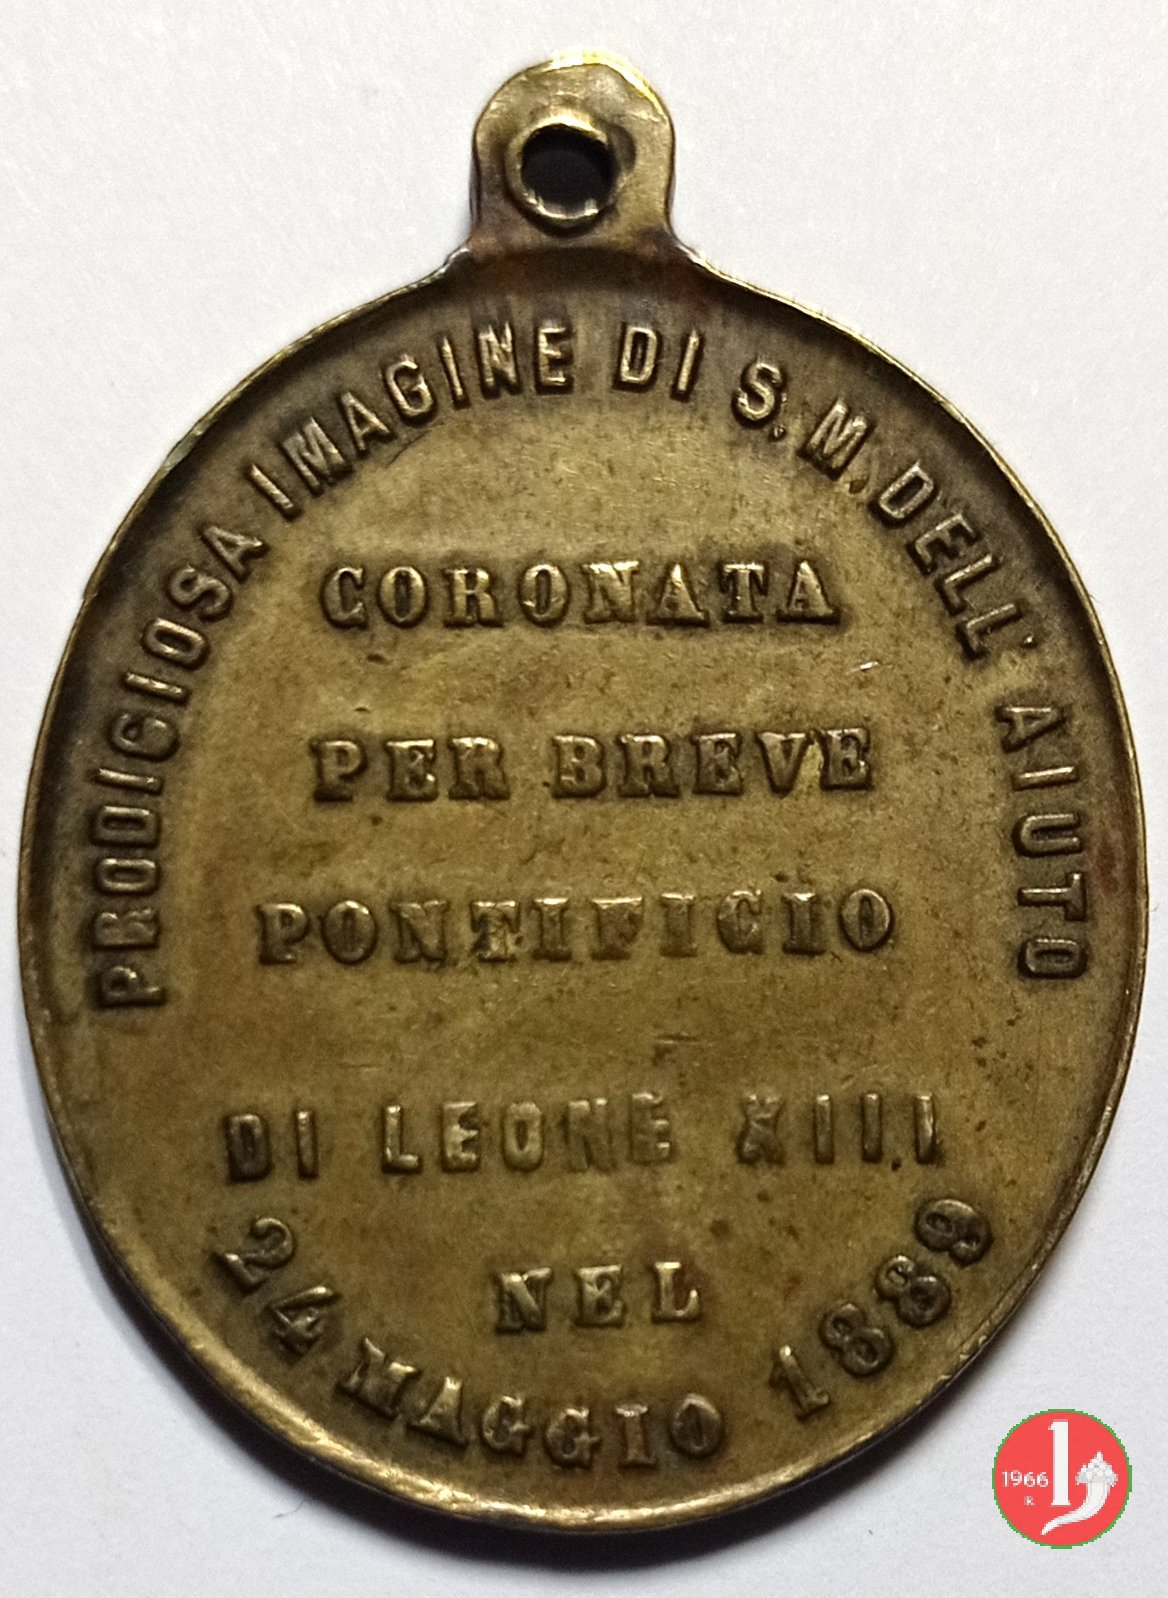 PRODIGIOSA IMAGINE DI S. M. DELL' AIUTO
CORONATA
PER BREVE
PONTIFICIO
DI LEONE XIII
NEL
24 MAGGIO 1889
1966
R